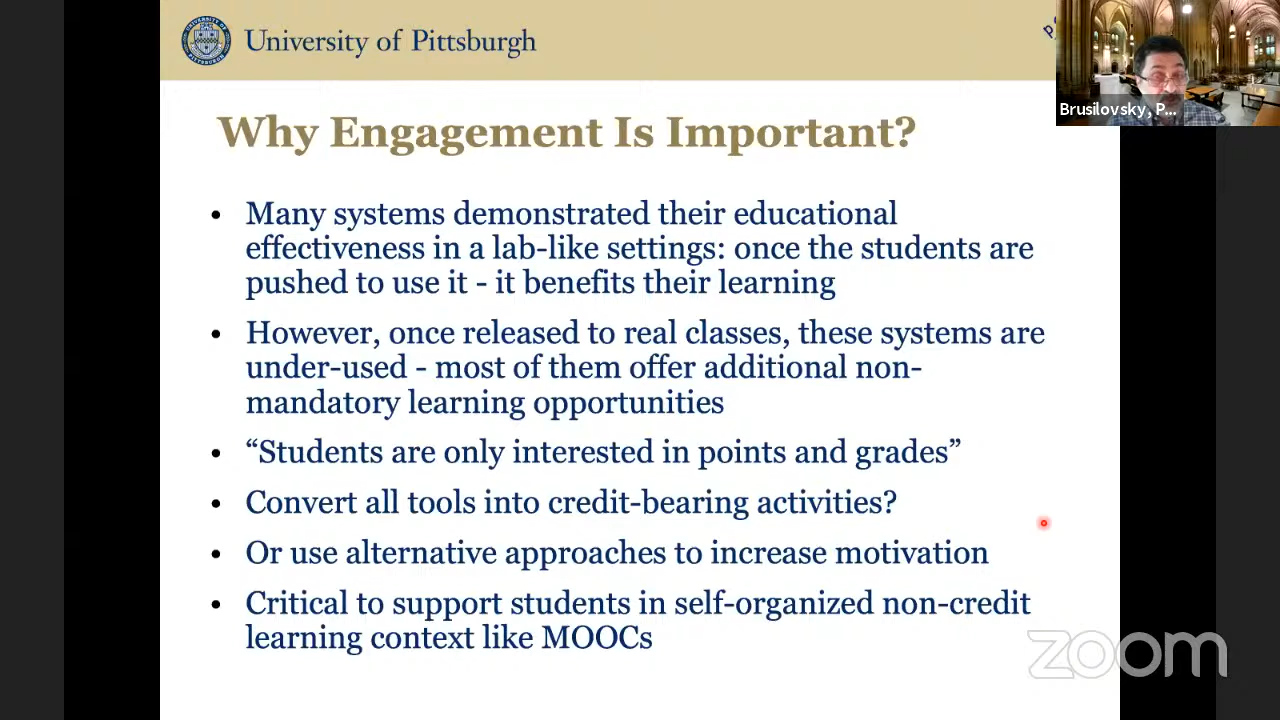 University of Pittsburgh
Brusilovsky, P...
Why Engagement Is Important?
• Many systems demonstrated their educational
effectiveness in a lab-like settings: once the students are
pushed to use it - it benefits their learning
• However, once released to real classes, these systems are
under-used - most of them offer additional non-
mandatory learning opportunities
• “Students are only interested in points and grades”
• Convert all tools into credit-bearing activities?
• Or use alternative approaches to increase motivation
• Critical to support students in self-organized non-credit
learning context like MOOCs
zoom